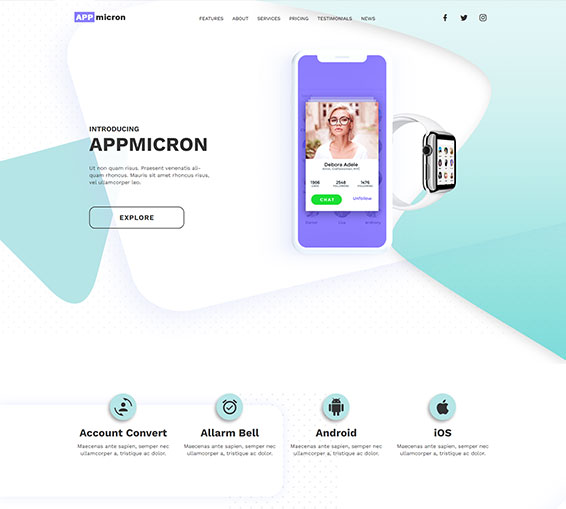 APP micron
FEATURES ABOUT SERVICES PRICING TESTIMONIALS NEWS
INTRODUCING
APPMICRON
Ut non quam risus. Praesent venenatis ali-
quam rhoncus. Mauris sit amet rhoncus risus,
vel ullamcorper leo.
EXPLORE
Debora Adele
1906 2548 1476
CHAT Unfollow
Account Convert
Maecenas ante sapien, semper nec
ullamcorper a, tristique ac dolor.
Allarm Bell
Maecenas ante sapien, semper nec
ullamcorper a, tristique ac dolor.
Android
Maecenas ante sapien, semper nec
ullamcorper a, tristique ac dolor.
iOS
Maecenas ante sapien, semper nec
ullamcorper a, tristique ac dolor.